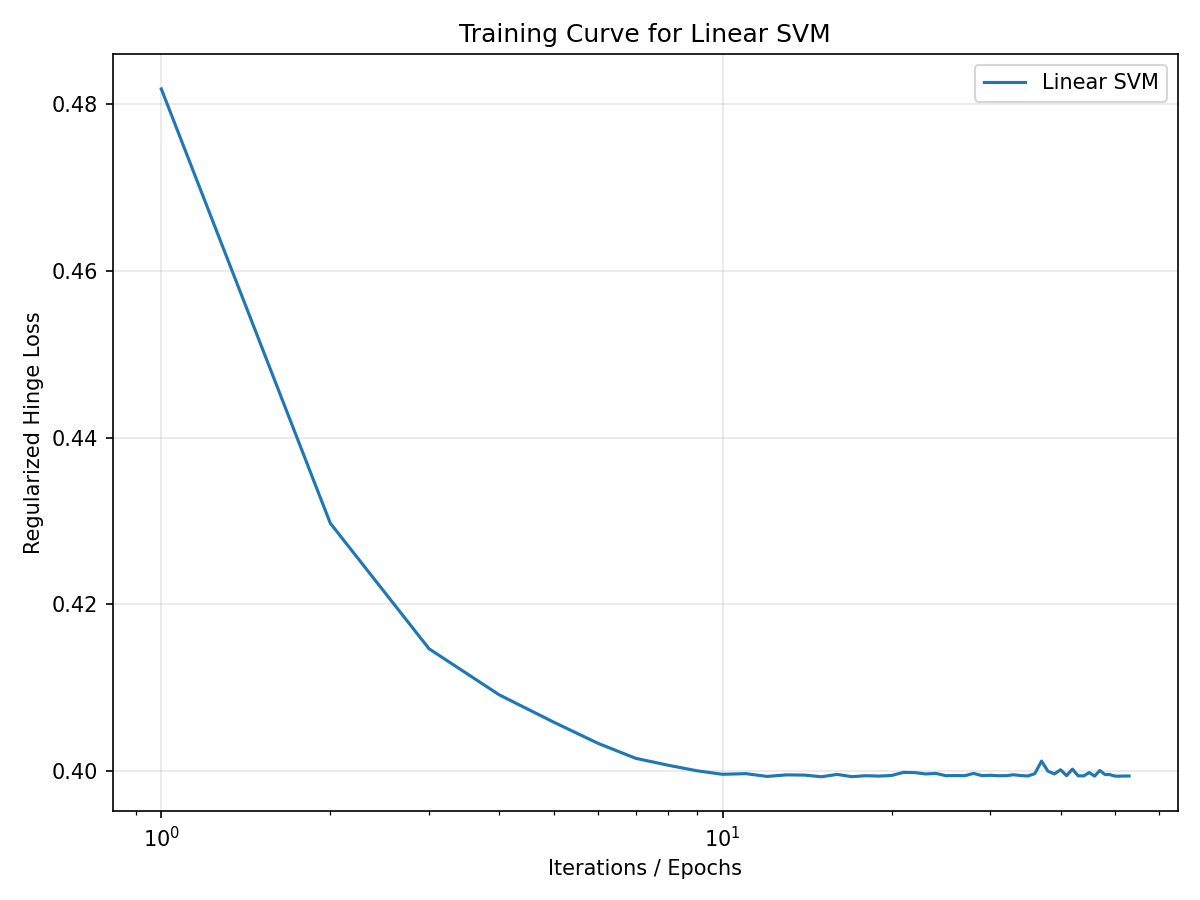 Training Curve for Linear SVM
Linear SVM
Regularized Hinge Loss
0.48
0.46
0.44
0.42
0.40
10⁰
10¹
Iterations / Epochs